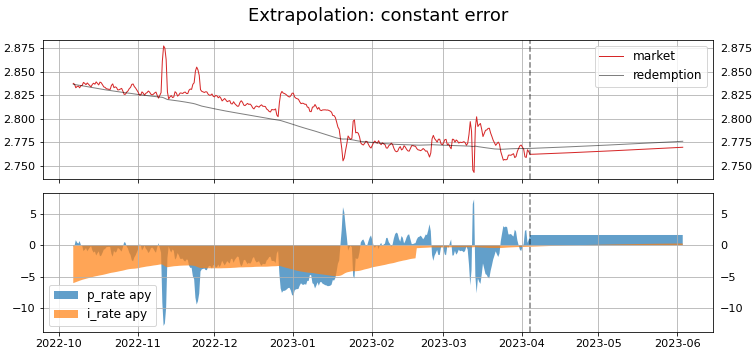 Extrapolation: constant error
2.875 2.875
2.850 2.850
2.825 2.825
2.800 2.800
2.775 2.775
2.750 2.750
market
redemption
5 5
0 0
−5 −5
−10 −10
p_rate apy
i_rate apy
2022-10 2022-11 2022-12 2023-01 2023-02 2023-03 2023-04 2023-05 2023-06